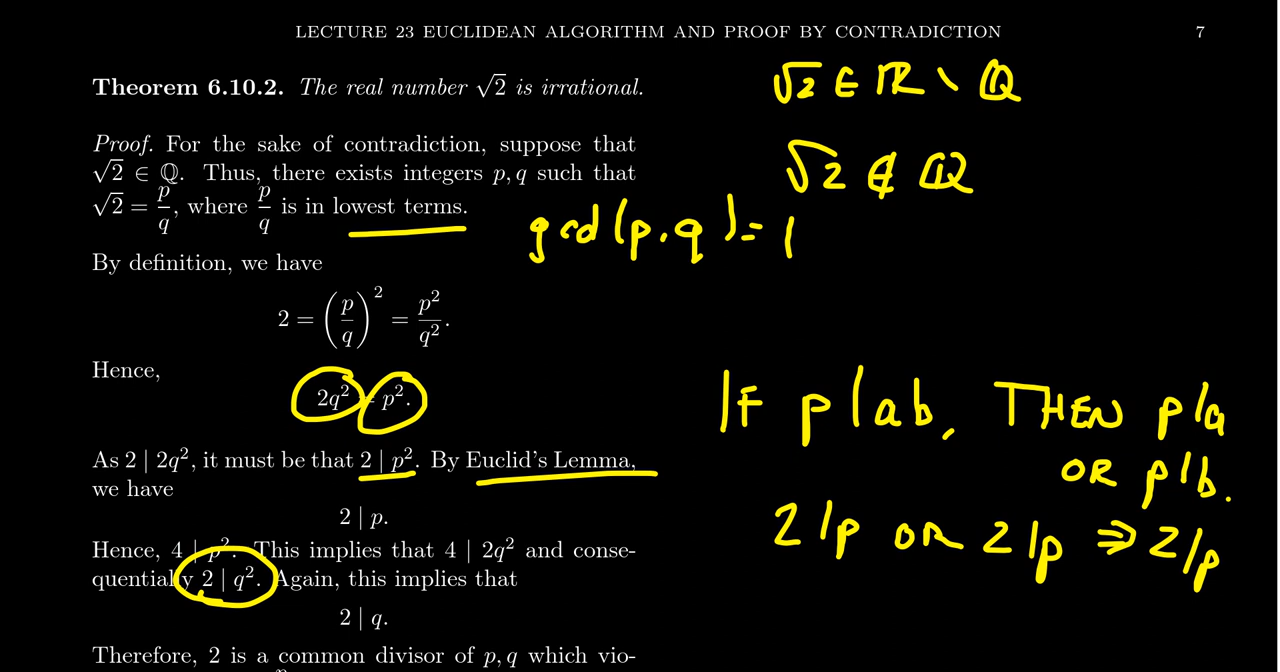 LECTURE 23 EUCLIDEAN ALGORITHM AND PROOF BY CONTRADICTION 7
Theorem 6.10.2. The real number √2 is irrational.
√2 ∈ ℝ \ ℚ
Proof. For the sake of contradiction, suppose that
√2 ∈ ℚ. Thus, there exists integers p, q such that
√2 = p/q, where p/q is in lowest terms.
√2 ∉ ℚ
gcd(p,q) = 1
By definition, we have
2 = (p/q)² = p²/q².
Hence,
2q² = p².
As 2 | 2q², it must be that 2 | p². By Euclid's Lemma,
we have
2 | p.
Hence, 4 | p². This implies that 4 | 2q² and conse-
quentially 2 | q². Again, this implies that
2 | q.
Therefore, 2 is a common divisor of p, q which vio-
IF p | ab, THEN p|a
OR p|b.
2|p OR 2|p ⇒ 2|p